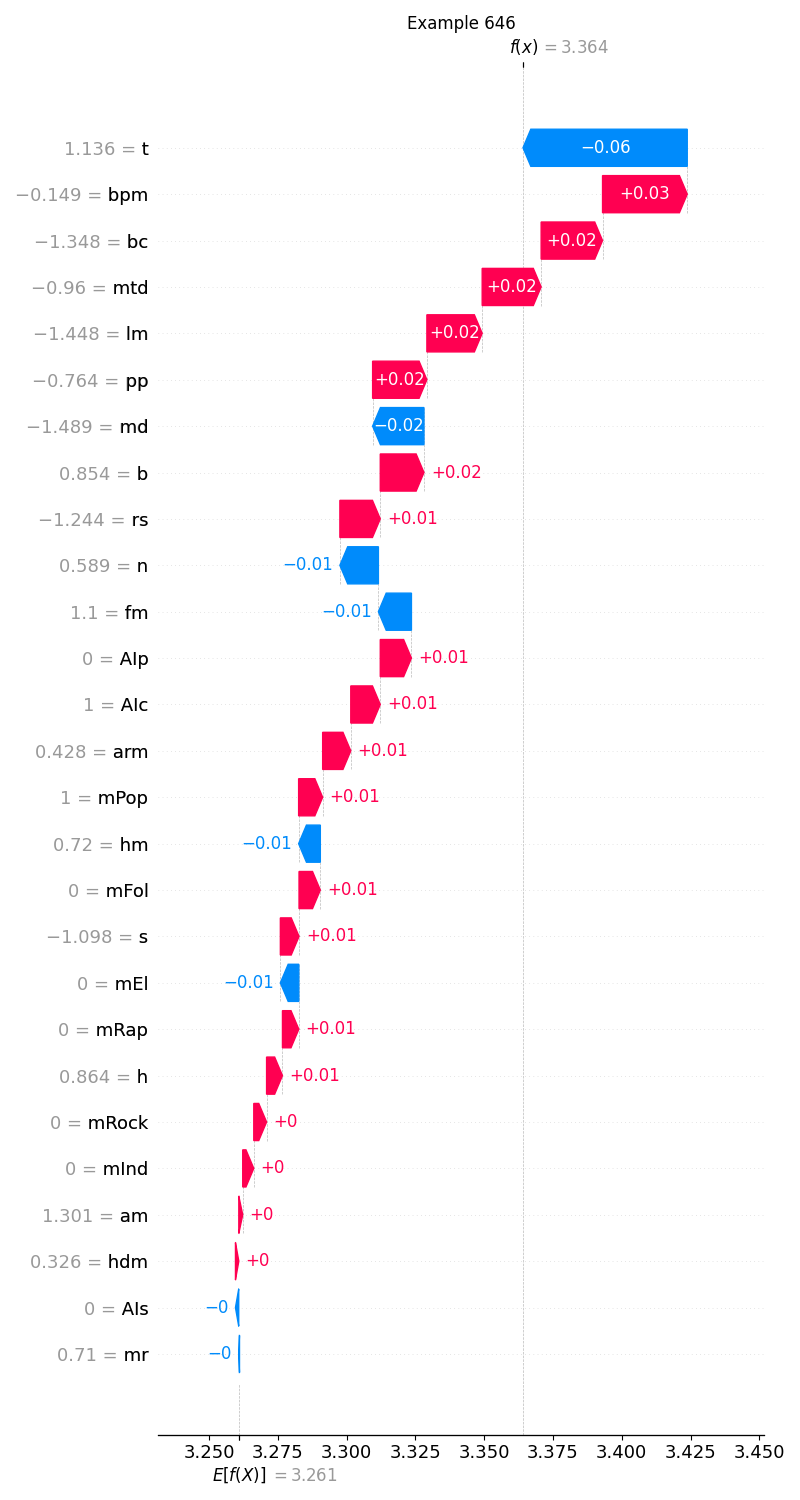 Example 646
f(x) = 3.364
1.136 = t −0.06
−0.149 = bpm +0.03
−1.348 = bc +0.02
−0.96 = mtd +0.02
−1.448 = lm +0.02
−0.764 = pp +0.02
−1.489 = md −0.02
0.854 = b +0.02
−1.244 = rs +0.01
0.589 = n −0.01
1.1 = fm −0.01
0 = AIp +0.01
1 = AIc +0.01
0.428 = arm +0.01
1 = mPop +0.01
0.72 = hm −0.01
0 = mFol +0.01
−1.098 = s +0.01
0 = mEl −0.01
0 = mRap +0.01
0.864 = h +0.01
0 = mRock +0
0 = mInd +0
1.301 = am +0
0.326 = hdm +0
0 = AIs −0
0.71 = mr −0
3.250 3.275 3.300 3.325 3.350 3.375 3.400 3.425 3.450
E[f(X)] = 3.261